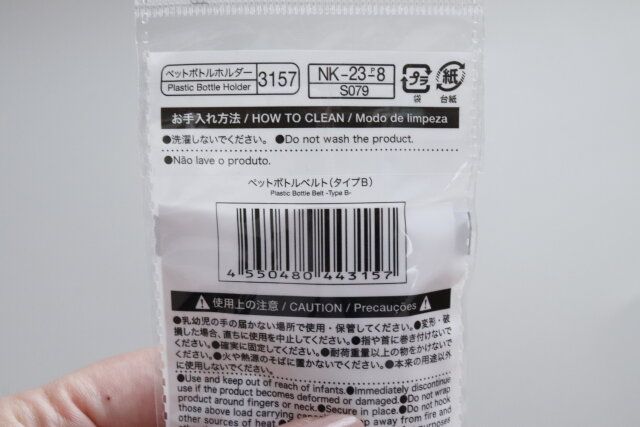 ペットボトルホルダー
Plastic Bottle Holder
3157
NK-23-P-8
S079
プラ
袋
紙
台紙
お手入れ方法 / HOW TO CLEAN / Modo de limpeza
●洗濯しないでください。 ●Do not wash the product.
●Não lave o produto.
ペットボトルベルト(タイプB)
Plastic Bottle Belt -Type B-
4 550480 443157
使用上の注意 / CAUTION / Precauções
●乳幼児の手の届かない場所で使用・保管してください。●変形・破
損した場合、直ちに使用を中止してください。●指や首に巻き付けないで
ください。●確実に固定してください。●耐荷重量以上の物をかけないで
ください。●火や熱源のそばに置かないでください。●本来の用途以外
に使用しないでください。
●Use and keep out of reach of infants. ●Immediately discontinue
use if the product becomes deformed or damaged. ●Do not wrap
product around fingers or neck. ●Secure in place. ●Do not hook
those above load carrying away from fire and
other sources of heat